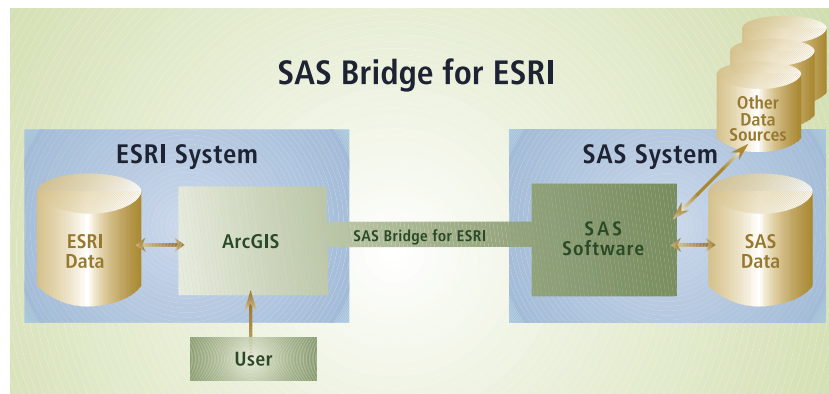 SAS Bridge for ESRI
Other
Data
Sources
ESRI System
SAS System
ESRI
Data
ArcGIS
SAS Bridge for ESRI
SAS
Software
SAS
Data
User